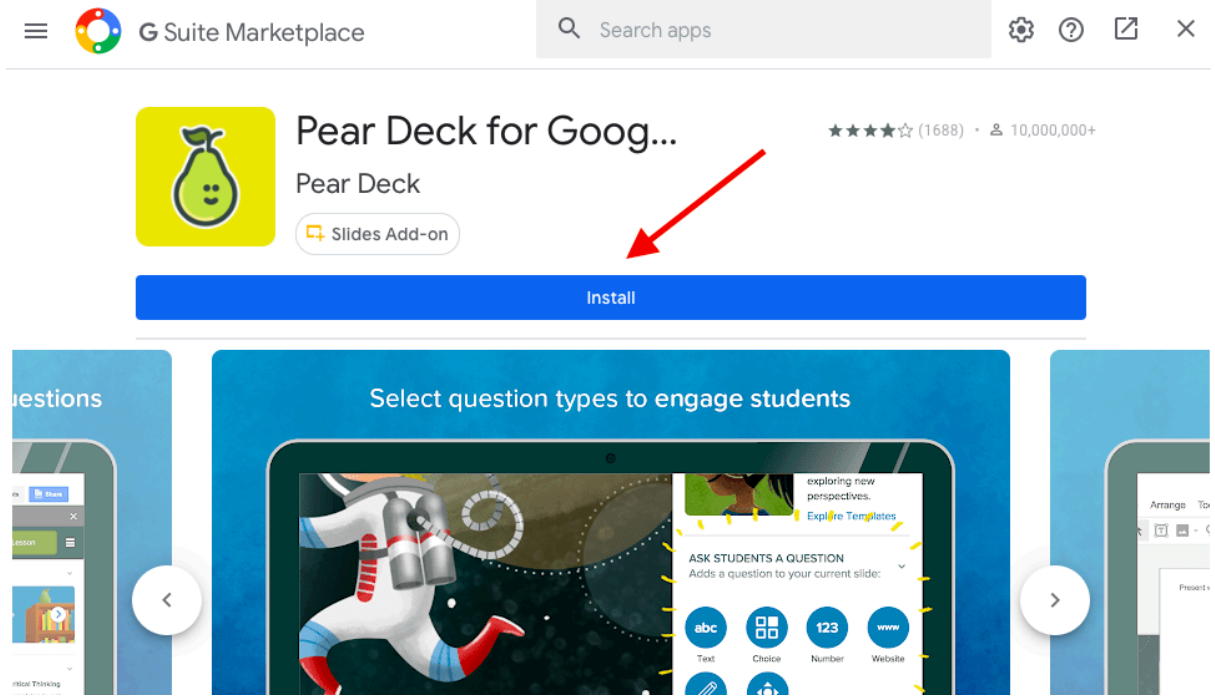 G Suite Marketplace
Search apps
Pear Deck for Goog...
(1688)
10,000,000+
Pear Deck
Slides Add-on
Install
Select question types to engage students
Share
exploring new
perspectives.
Explore Templates
ASK STUDENTS A QUESTION
Adds a question to your current slide:
abc
123
www
Text
Choice
Number
Website
Arrange
Present
Thinking